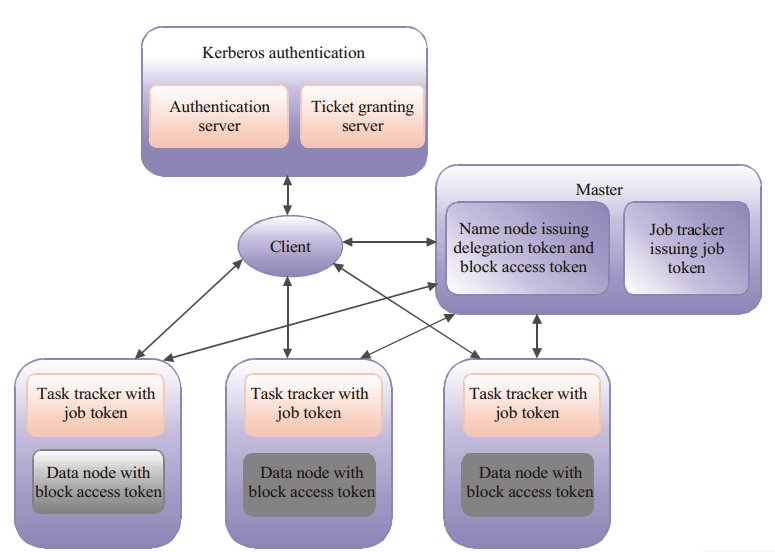 Kerberos authentication
Authentication
server
Ticket granting
server
Master
Name node issuing
delegation token and
block access token
Job tracker
issuing job
token
Client
Task tracker with
job token
Data node with
block access token
Task tracker with
job token
Data node with
block access token
Task tracker with
job token
Data node with
block access token